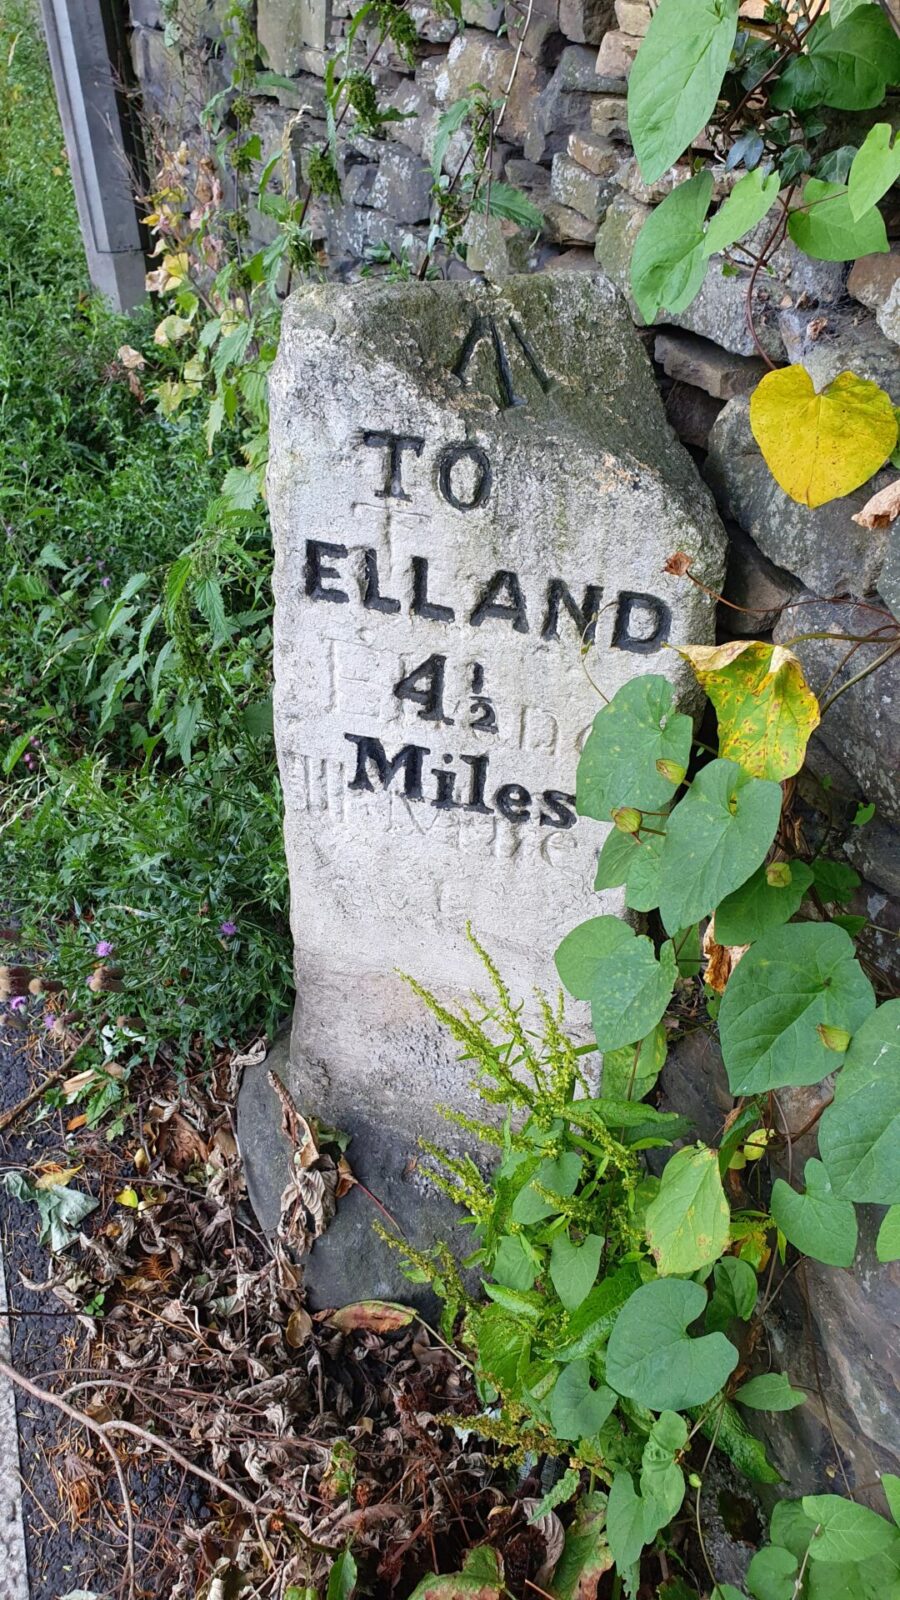 TO
ELLAND
4½
Miles